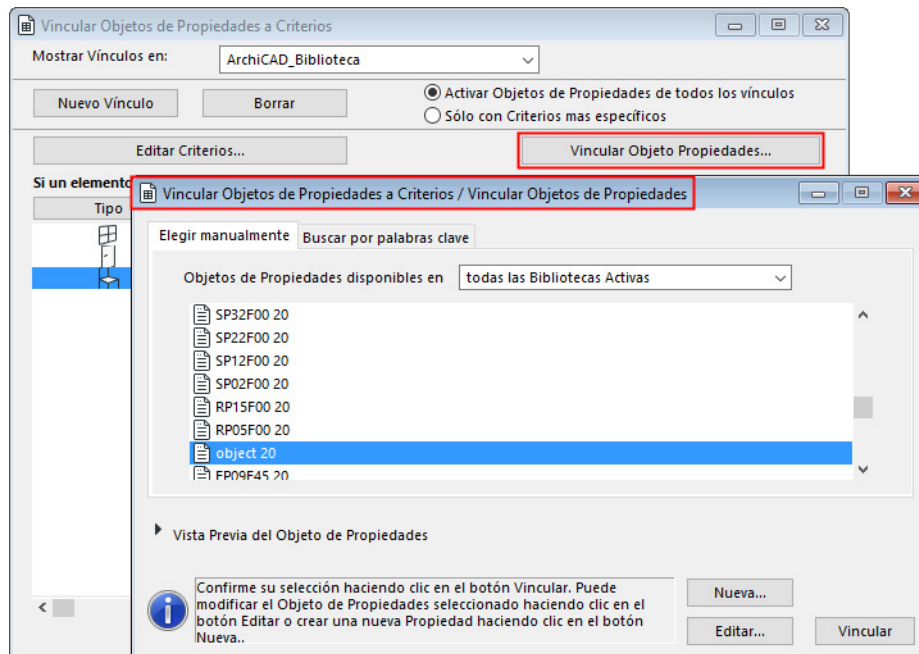 Vincular Objetos de Propiedades a Criterios
Mostrar Vínculos en:
ArchiCAD_Biblioteca
Nuevo Vínculo
Borrar
Activar Objetos de Propiedades de todos los vínculos
Sólo con Criterios mas específicos
Editar Criterios...
Vincular Objeto Propiedades...
Si un elemento
Tipo
Vincular Objetos de Propiedades a Criterios / Vincular Objetos de Propiedades
Elegir manualmente
Buscar por palabras clave
Objetos de Propiedades disponibles en
todas las Bibliotecas Activas
SP32F00 20
SP22F00 20
SP12F00 20
SP02F00 20
RP15F00 20
RP05F00 20
object 20
FP09F45 20
Vista Previa del Objeto de Propiedades
Confirme su selección haciendo clic en el botón Vincular. Puede
modificar el Objeto de Propiedades seleccionado haciendo clic en el
botón Editar o crear una nueva Propiedad haciendo clic en el botón
Nueva..
Nueva...
Editar...
Vincular